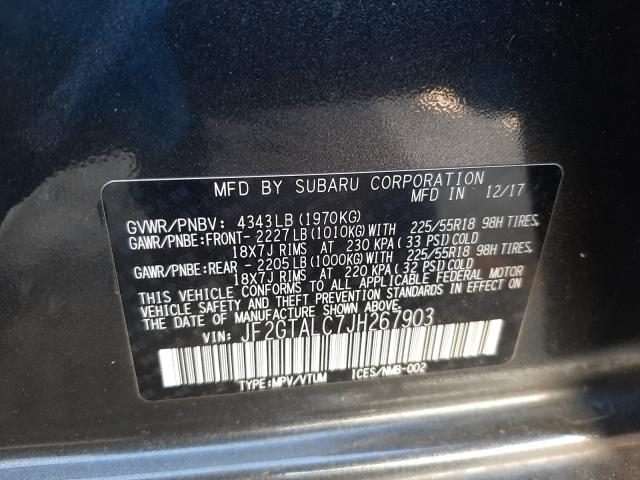 MFD BY SUBARU CORPORATION
MFD IN 12/17
GVWR/PNBV: 4343LB (1970KG)
GAWR/PNBE:FRONT- 2227LB (1010KG) WITH 225/55R18 98H TIRES,
18X7J RIMS AT 230 KPA (33 PSI) COLD
GAWR/PNBE:REAR - 2205LB (1000KG) WITH 225/55R18 98H TIRES,
18X7J RIMS AT 220 KPA (32 PSI) COLD
THIS VEHICLE CONFORMS TO ALL APPLICABLE FEDERAL MOTOR
VEHICLE SAFETY AND THEFT PREVENTION STANDARDS IN EFFECT
ON THE DATE OF MANUFACTURE SHOWN ABOVE.
VIN: JF2GTALC7JH267903
TYPE:MPV/VTUM ICES/NMB-002